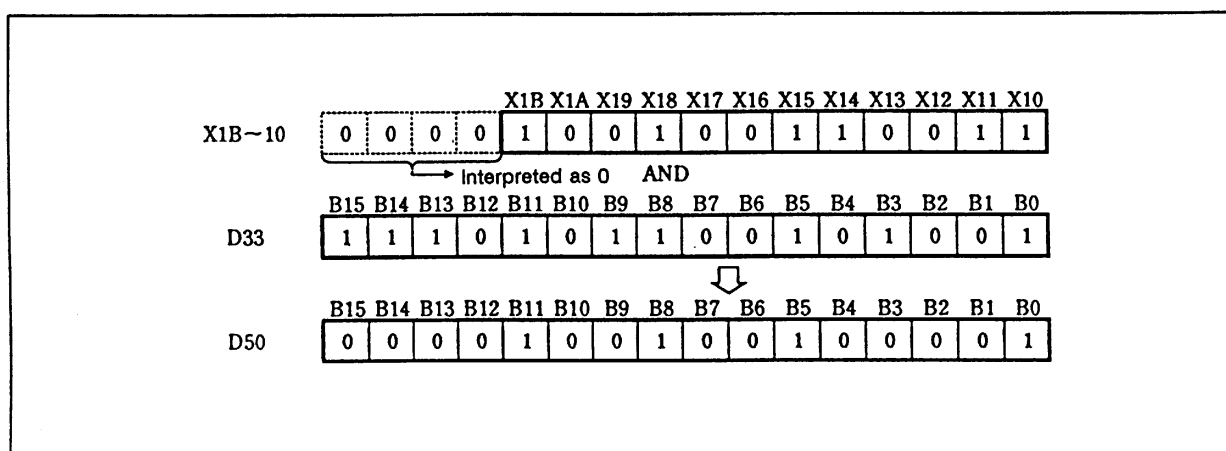 X1B X1A X19 X18 X17 X16 X15 X14 X13 X12 X11 X10
X1B~10 0 0 0 0 1 0 0 1 0 0 1 1 0 0 1 1
Interpreted as 0 AND
B15 B14 B13 B12 B11 B10 B9 B8 B7 B6 B5 B4 B3 B2 B1 B0
D33 1 1 1 0 1 0 1 1 0 0 1 0 1 0 0 1
B15 B14 B13 B12 B11 B10 B9 B8 B7 B6 B5 B4 B3 B2 B1 B0
D50 0 0 0 0 1 0 0 1 0 0 1 0 0 0 0 1